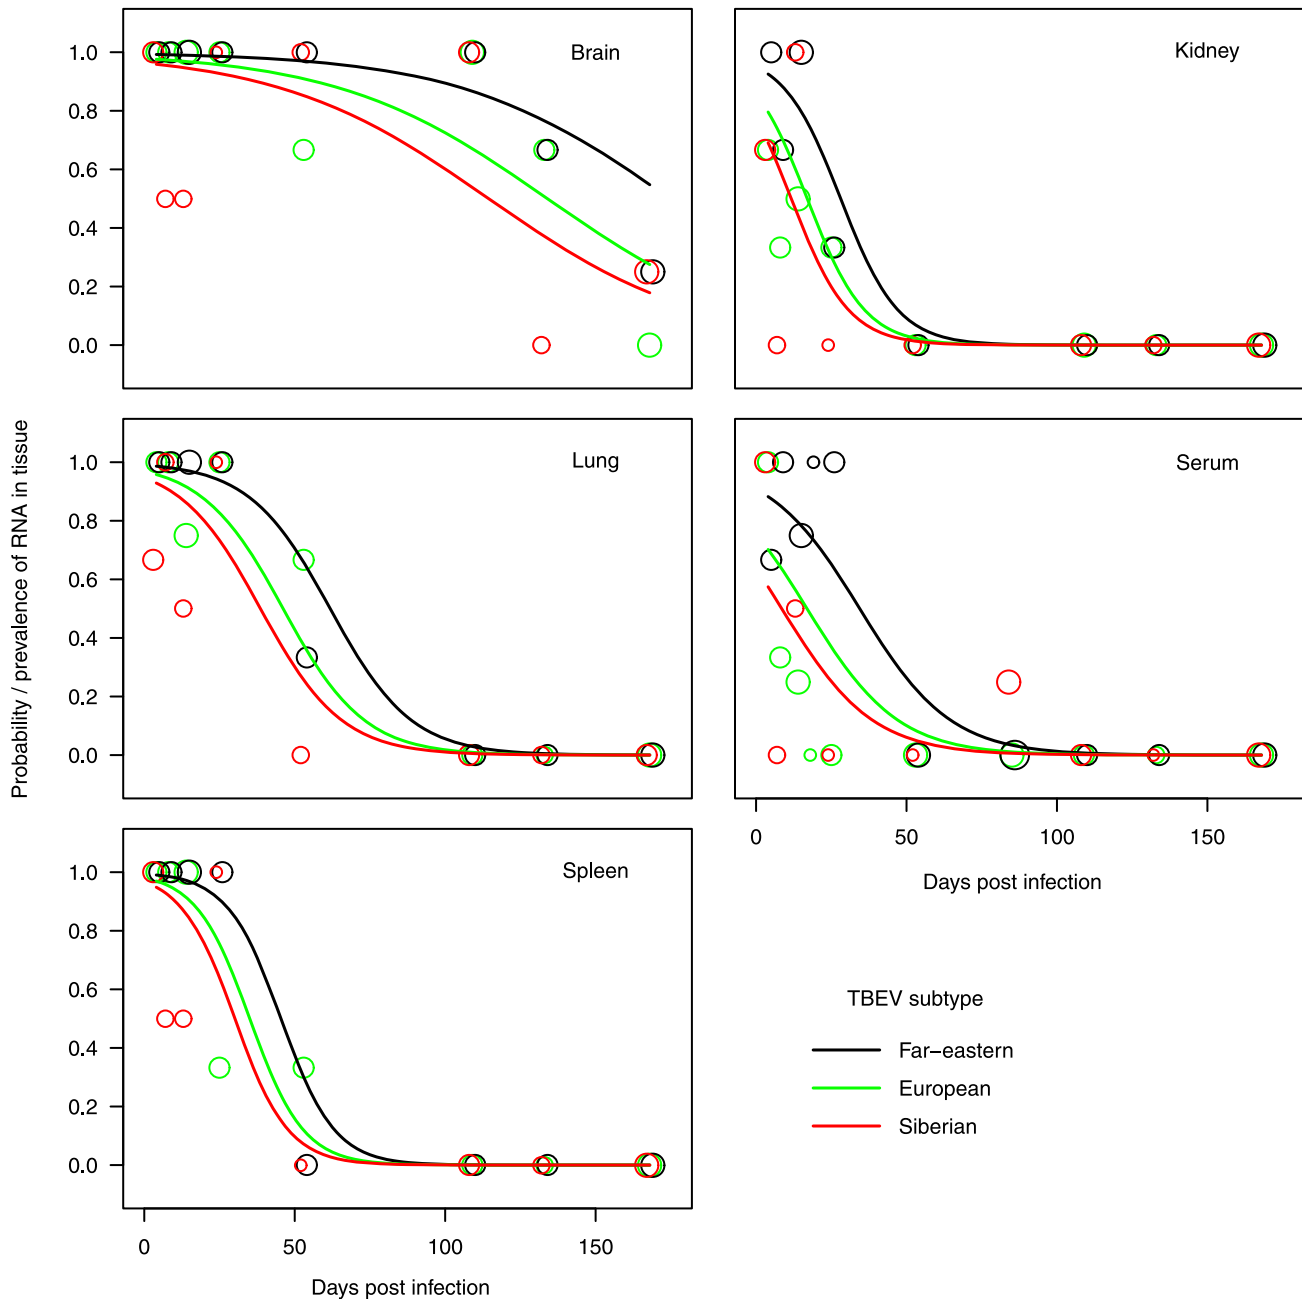 Brain
1.0
0.8
0.6
0.4
0.2
0.0
Kidney
Probability / prevalence of RNA in tissue
Lung
1.0
0.8
0.6
0.4
0.2
0.0
Serum
0 50 100 150
Days post infection
Spleen
1.0
0.8
0.6
0.4
0.2
0.0
0 50 100 150
Days post infection
TBEV subtype
Far−eastern
European
Siberian